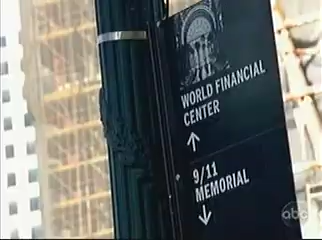 WORLD FINANCIAL
CENTER
↑
9/11
MEMORIAL
↓
abc